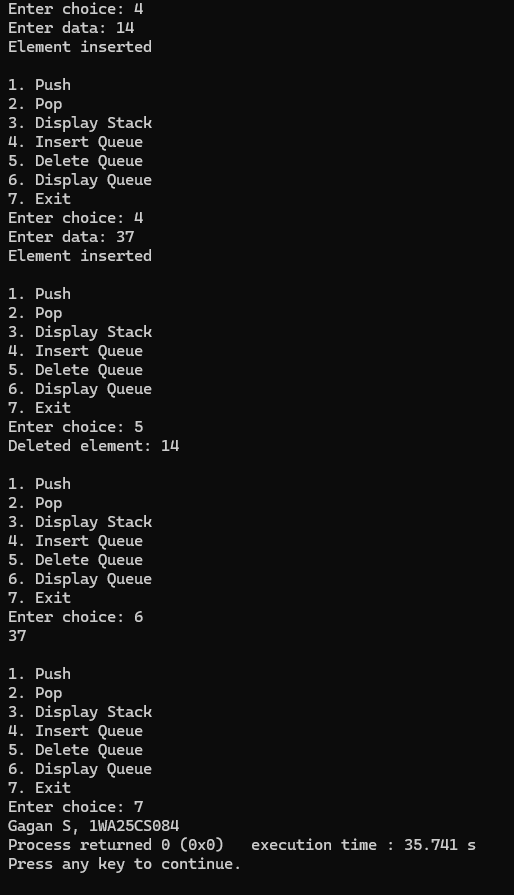 Enter choice: 4
Enter data: 14
Element inserted

1. Push
2. Pop
3. Display Stack
4. Insert Queue
5. Delete Queue
6. Display Queue
7. Exit
Enter choice: 4
Enter data: 37
Element inserted

1. Push
2. Pop
3. Display Stack
4. Insert Queue
5. Delete Queue
6. Display Queue
7. Exit
Enter choice: 5
Deleted element: 14

1. Push
2. Pop
3. Display Stack
4. Insert Queue
5. Delete Queue
6. Display Queue
7. Exit
Enter choice: 6
37

1. Push
2. Pop
3. Display Stack
4. Insert Queue
5. Delete Queue
6. Display Queue
7. Exit
Enter choice: 7
Gagan S, 1WA25CS084
Process returned 0 (0x0)   execution time : 35.741 s
Press any key to continue.